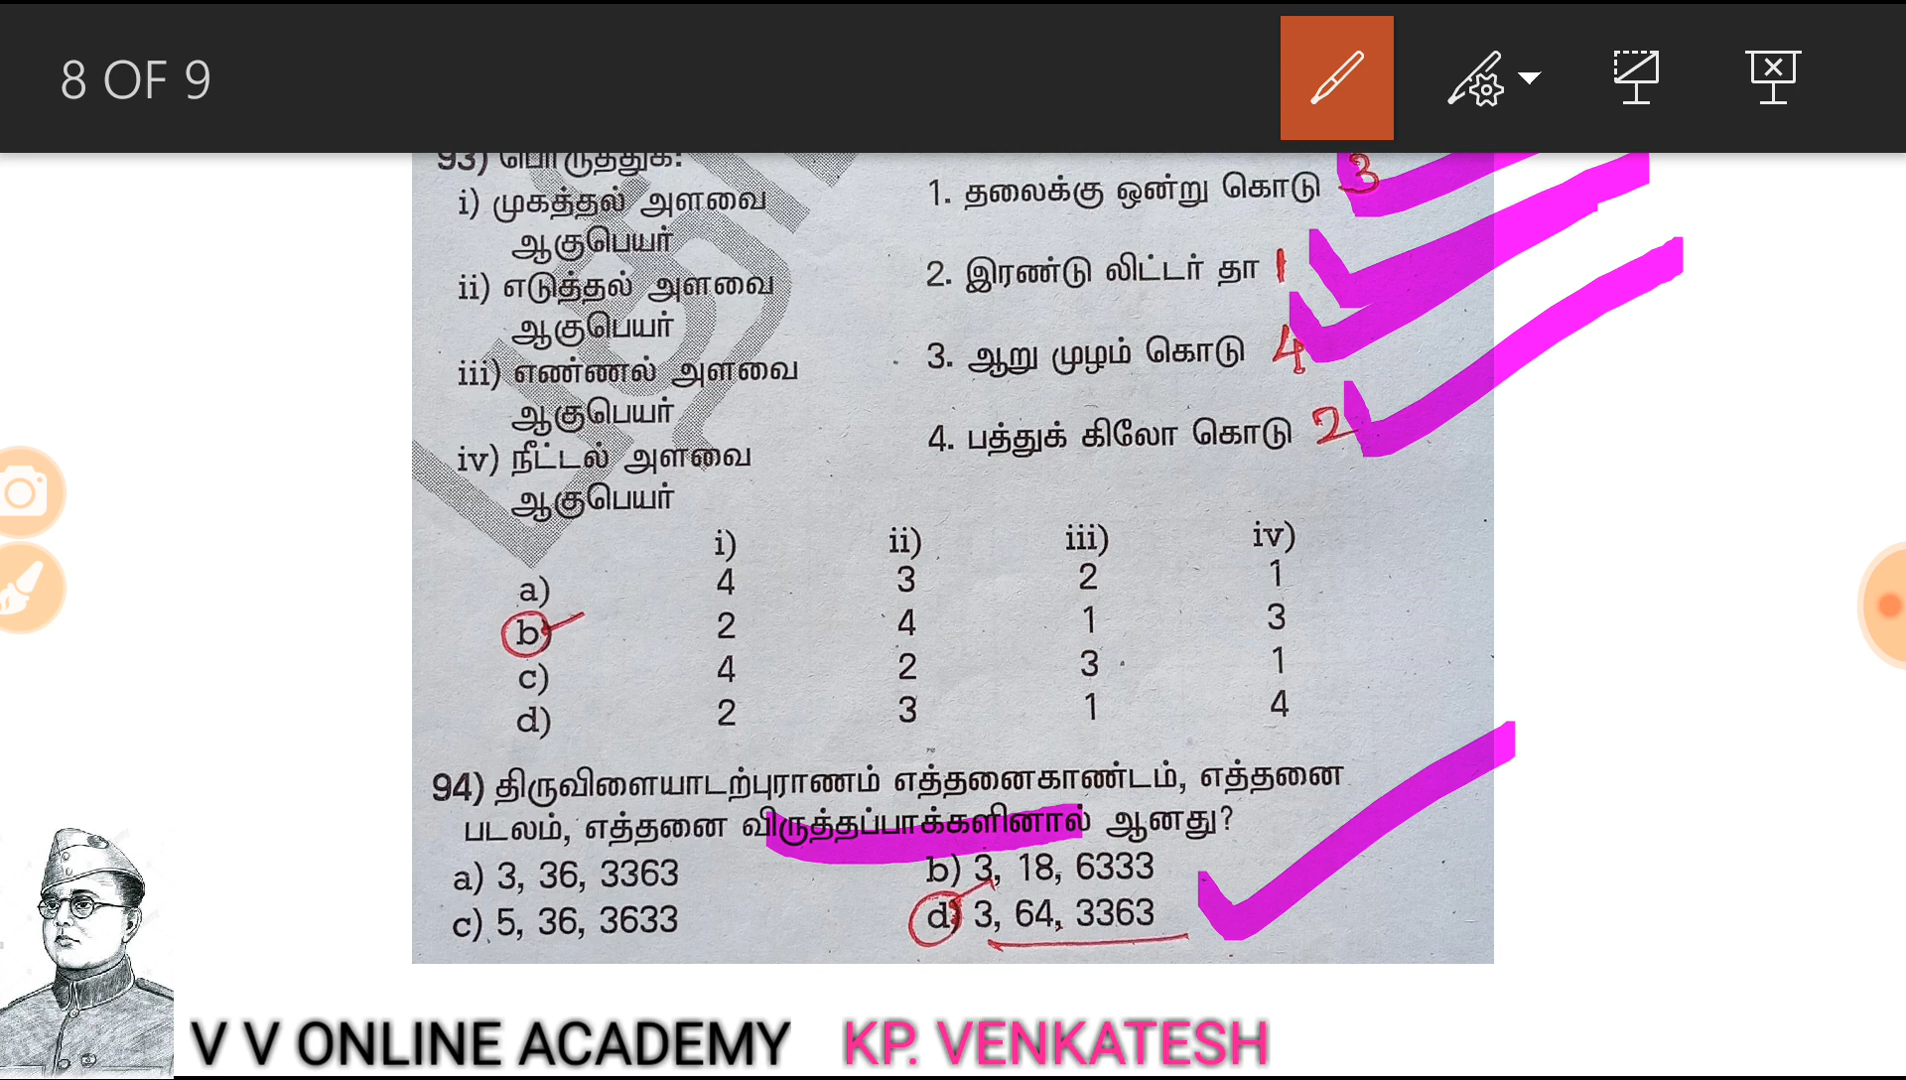 8 OF 9
93) பொருத்துக:
i) முகத்தல் அளவை
ஆகுபெயர்
1. தலைக்கு ஒன்று கொடு 3
ii) எடுத்தல் அளவை
ஆகுபெயர்
2. இரண்டு லிட்டர் தா 1
iii) எண்ணல் அளவை
ஆகுபெயர்
3. ஆறு முழம் கொடு 4
iv) நீட்டல் அளவை
ஆகுபெயர்
4. பத்துக் கிலோ கொடு 2
i) ii) iii) iv)
a) 4 3 2 1
b) 2 4 1 3
c) 4 2 3 1
d) 2 3 1 4
94) திருவிளையாடற்புராணம் எத்தனைகாண்டம், எத்தனை
படலம், எத்தனை விருத்தப்பாக்களினால் ஆனது?
a) 3, 36, 3363 b) 3, 18, 6333
c) 5, 36, 3633 d) 3, 64, 3363
V V ONLINE ACADEMY KP. VENKATESH